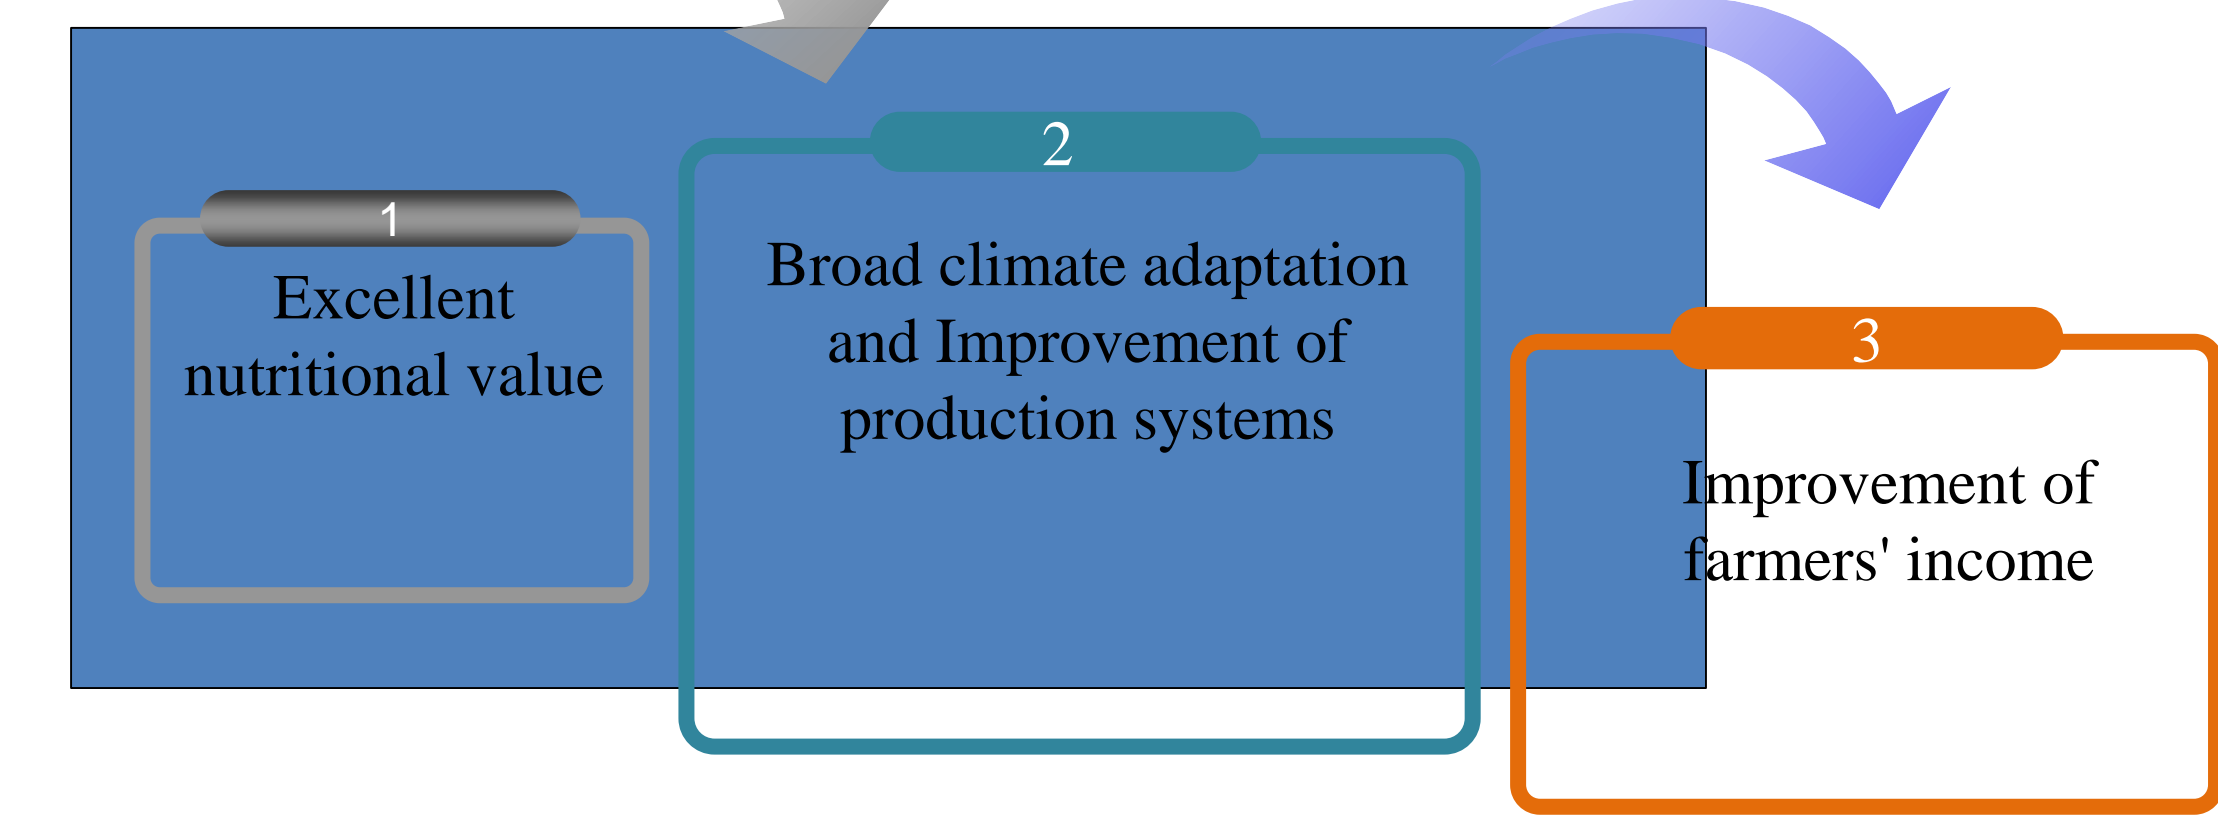 1
Excellent
nutritional value
2
Broad climate adaptation
and Improvement of
production systems
3
Improvement of
farmers' income